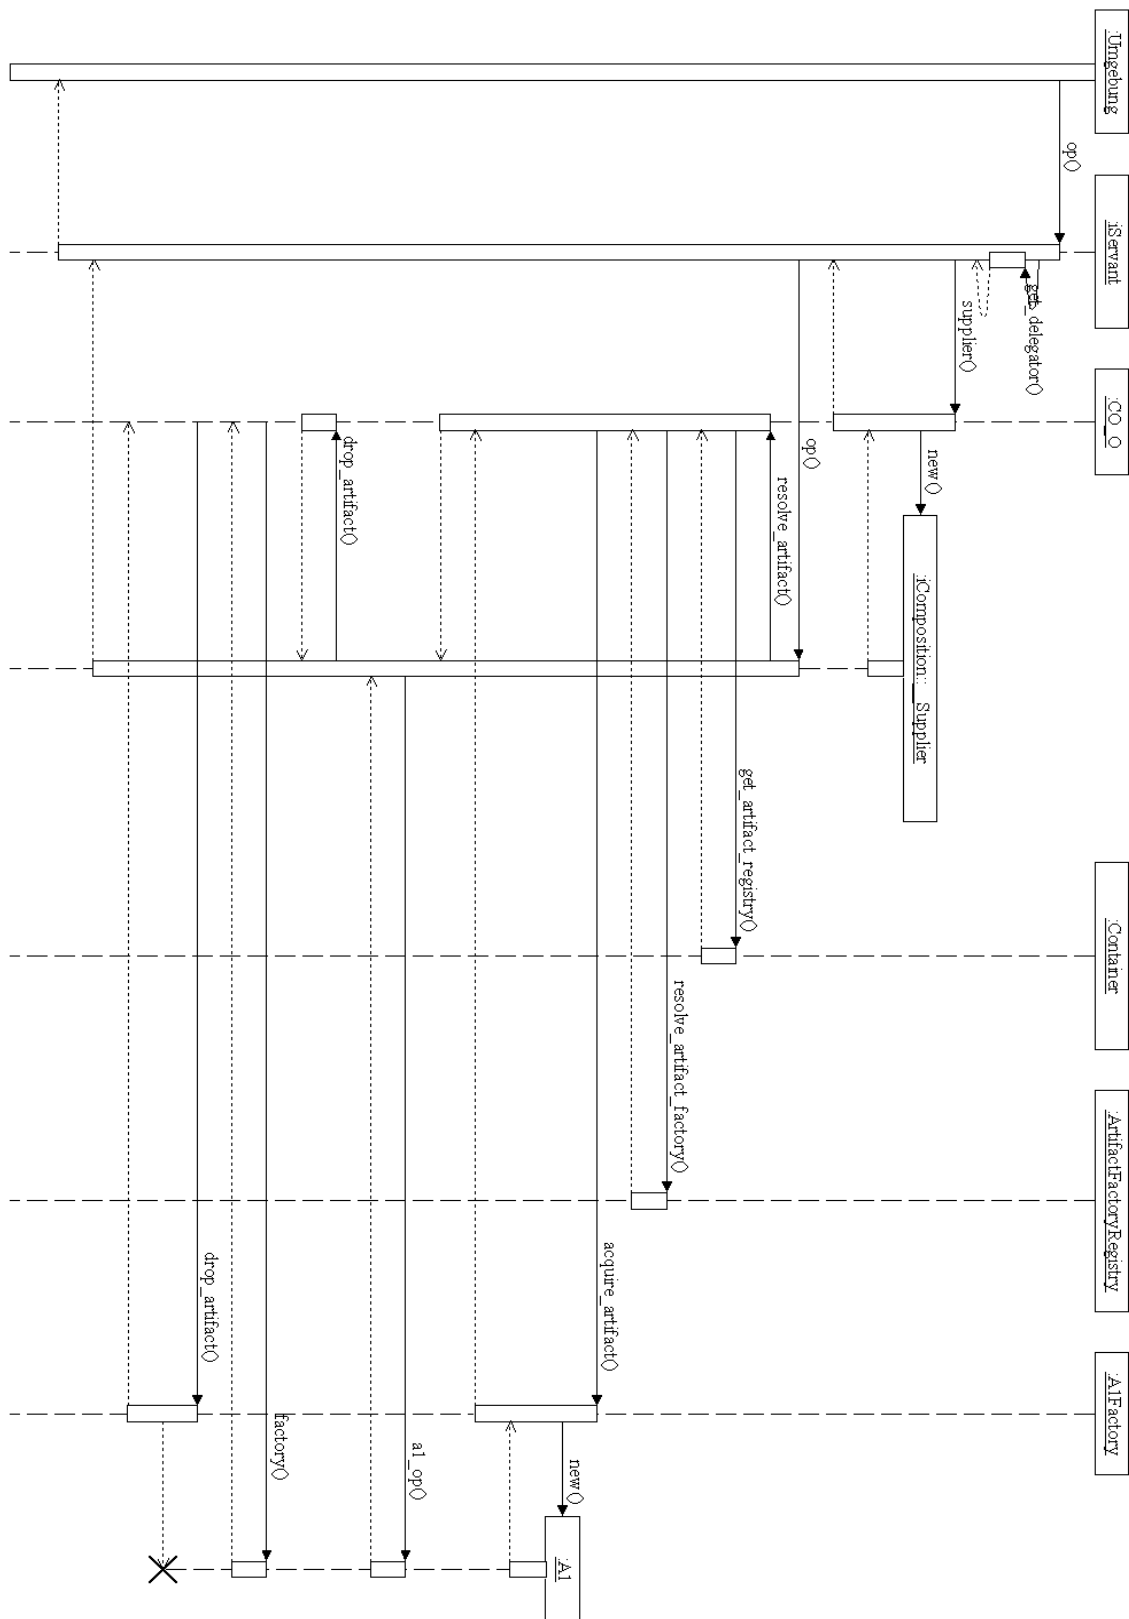 :Umgebung
:iServant
:CO_O
:Container
:ArtifactFactoryRegistry
:A1Factory
op()
get_delegator()
supplier()
new()
:iComposition::_Supplier
op()
resolve_artifact()
get_artifact_registry()
resolve_artifact_factory()
acquire_artifact()
new()
:A1
a1_op()
drop_artifact()
factory()
drop_artifact()